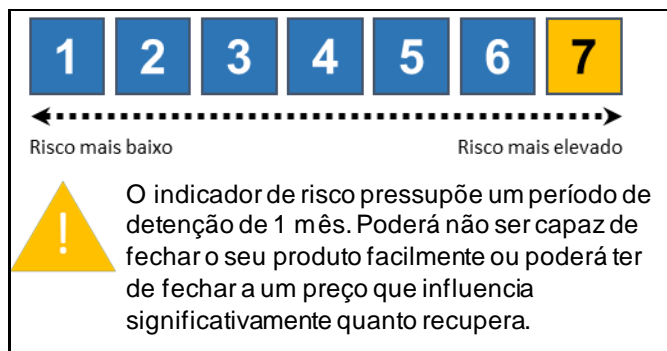 1 2 3 4 5 6 7
Risco mais baixo Risco mais elevado
! O indicador de risco pressupõe um período de
detenção de 1 mês. Poderá não ser capaz de
fechar o seu produto facilmente ou poderá ter
de fechar a um preço que influencia
significativamente quanto recupera.